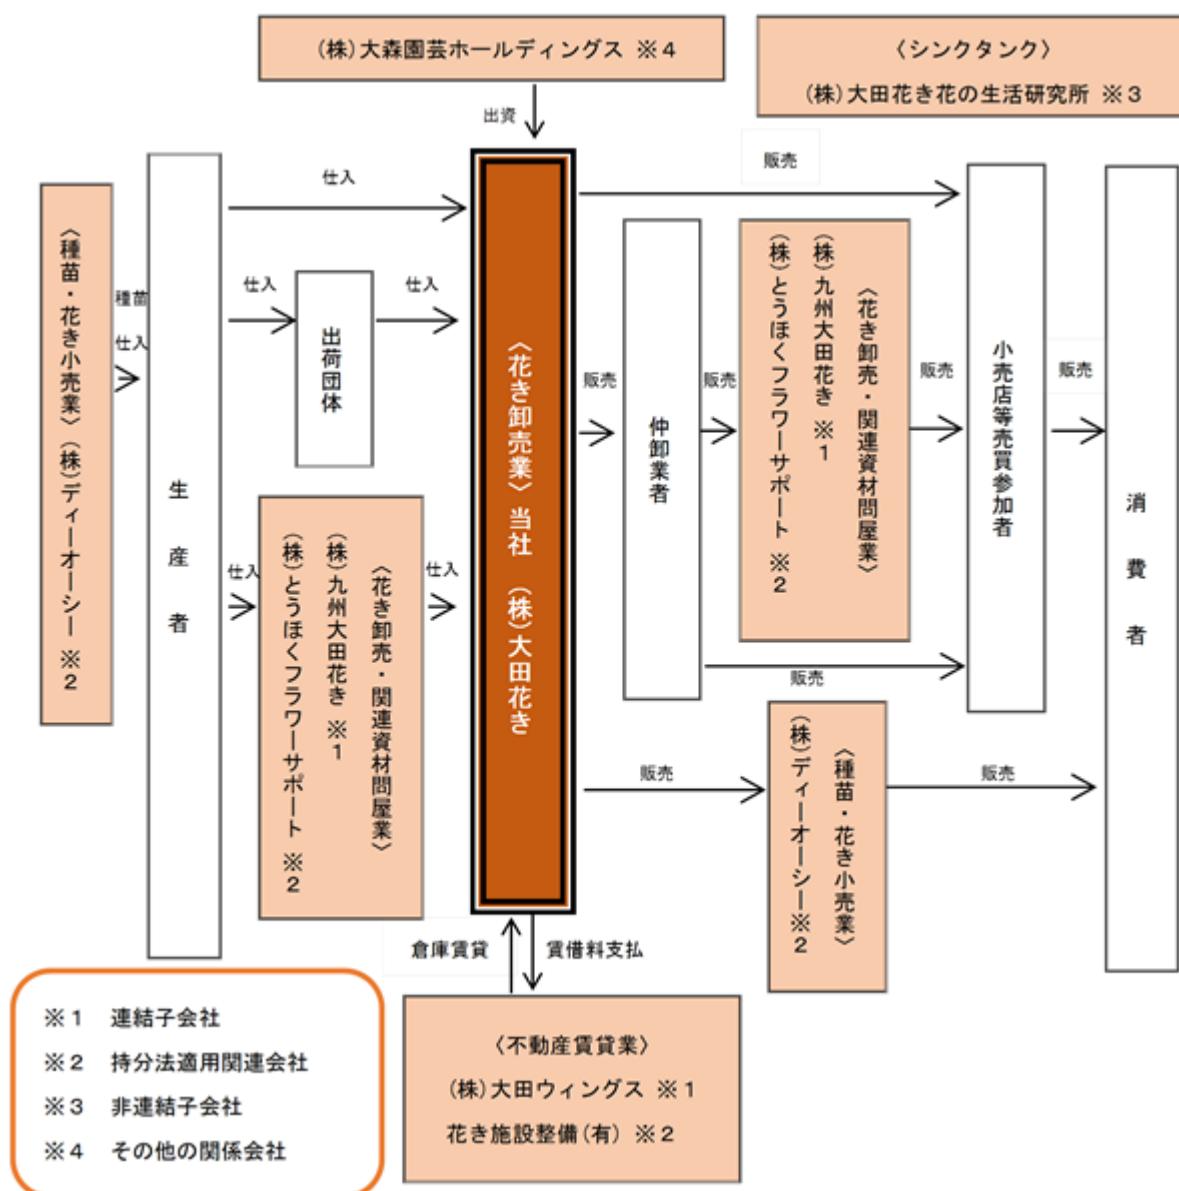 (株)大森園芸ホールディングス ※4
〈シンクタンク〉
(株)大田花き花の生活研究所 ※3
出資
〈種苗・花き小売業〉(株)ディーオーシー ※2
種苗
仕入
生産者
仕入
仕入
出荷団体
仕入
仕入
〈花き卸売・関連資材問屋業〉
(株)九州大田花き ※1
(株)とうほくフラワーサポート ※2
仕入
〈花き卸売業〉当社 (株)大田花き
販売
販売
仲卸業者
販売
〈花き卸売・関連資材問屋業〉
(株)九州大田花き ※1
(株)とうほくフラワーサポート ※2
販売
小売店等売買参加者
販売
消費者
販売
販売
〈種苗・花き小売業〉
(株)ディーオーシー※2
販売
倉庫賃貸
賃借料支払
〈不動産賃貸業〉
(株)大田ウィングス ※1
花き施設整備(有) ※2
※1 連結子会社
※2 持分法適用関連会社
※3 非連結子会社
※4 その他の関係会社